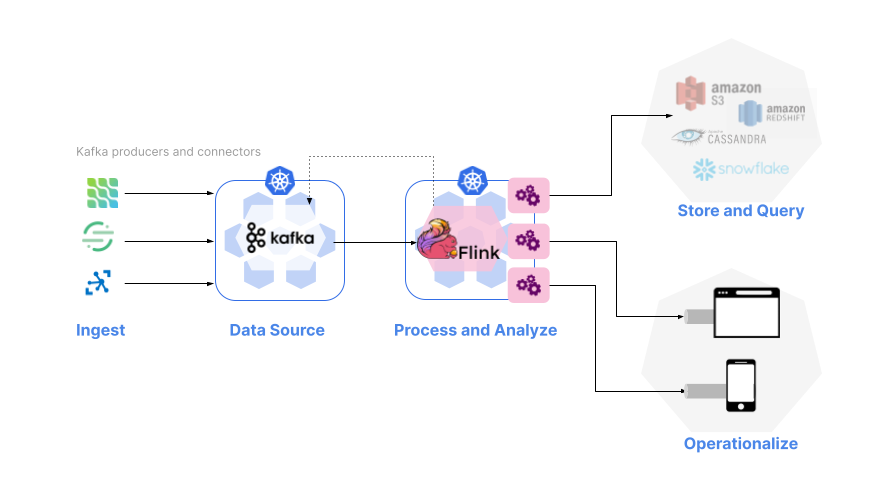 Kafka producers and connectors
kafka
Flink
Ingest
Data Source
Process and Analyze
amazon
S3
amazon
REDSHIFT
CASSANDRA
snowflake
Store and Query
Operationalize